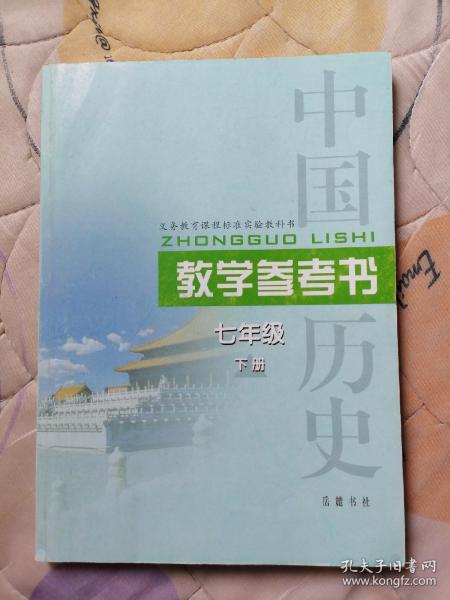 中国历史
义务教育课程标准实验教科书
ZHONGGUO LISHI
教学参考书
七年级
下册
岳麓书社
Email
孔夫子旧书网
www.kongfz.com